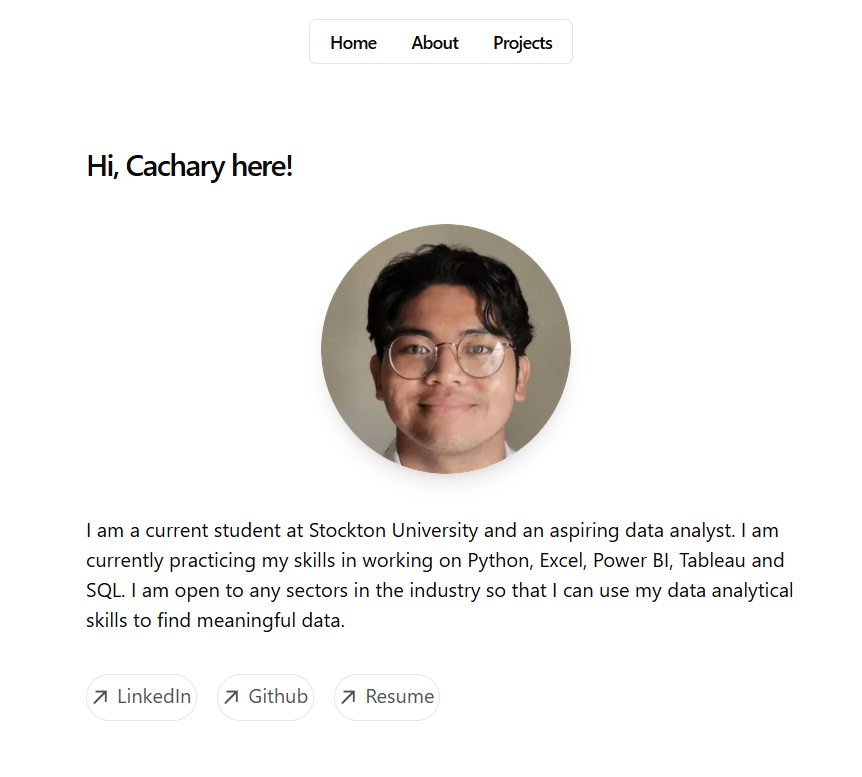 Home About Projects
Hi, Cachary here!
I am a current student at Stockton University and an aspiring data analyst. I am
currently practicing my skills in working on Python, Excel, Power BI, Tableau and
SQL. I am open to any sectors in the industry so that I can use my data analytical
skills to find meaningful data.
LinkedIn Github Resume